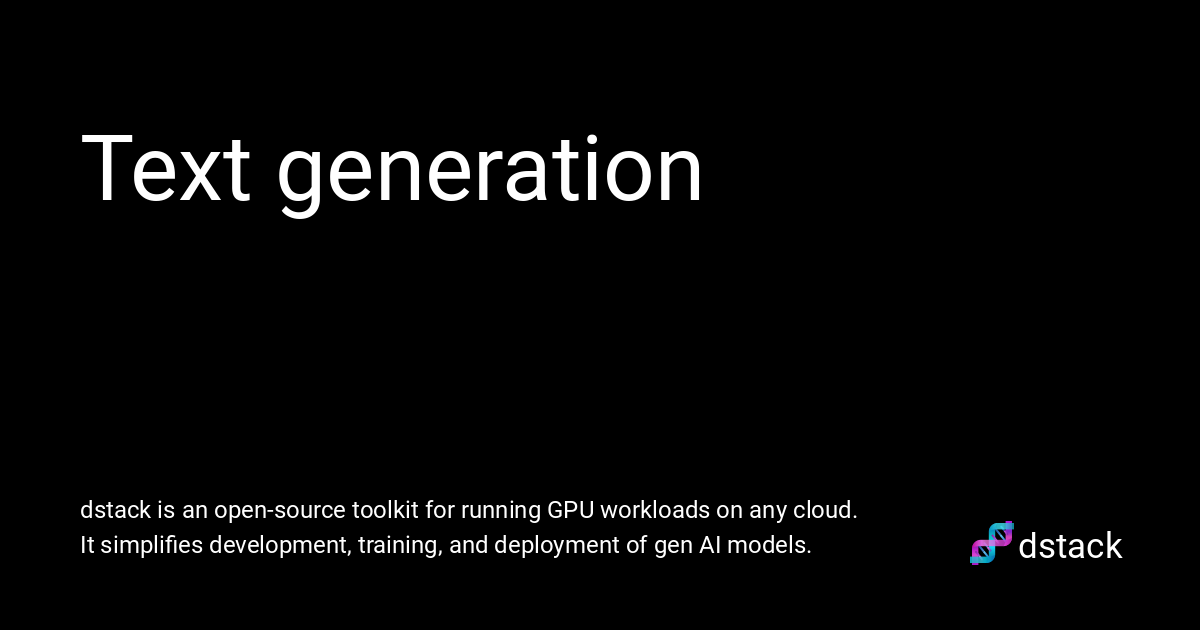 Text generation
dstack is an open-source toolkit for running GPU workloads on any cloud.
It simplifies development, training, and deployment of gen AI models.
dstack